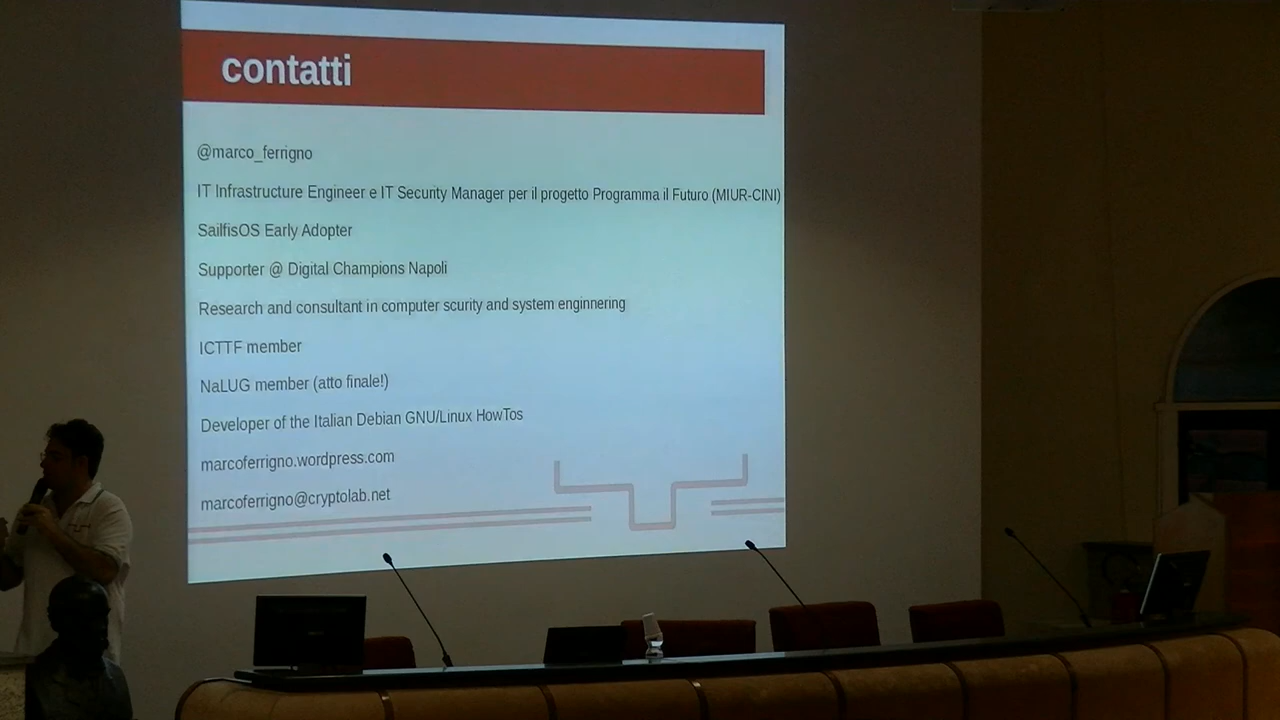 contatti
@marco_ferrigno
IT Infrastructure Engineer e IT Security Manager per il progetto Programma il Futuro (MIUR-CINI)
SailfisOS Early Adopter
Supporter @ Digital Champions Napoli
Research and consultant in computer scurity and system enginnering
ICTTF member
NaLUG member (atto finale!)
Developer of the Italian Debian GNU/Linux HowTos
marcoferrigno.wordpress.com
marcoferrigno@cryptolab.net